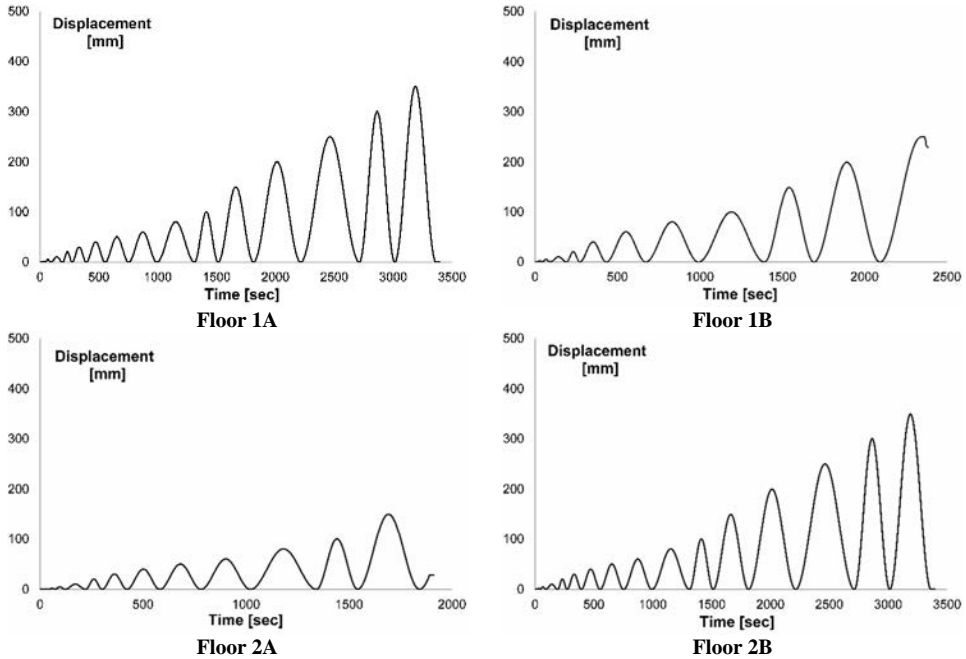 500
Displacement
[mm]
400
300
200
100
0
0 500 1000 1500 2000 2500 3000 3500
Time [sec]
Floor 1A
500
Displacement
[mm]
400
300
200
100
0
0 500 1000 1500 2000 2500
Time [sec]
Floor 1B
500
Displacement
[mm]
400
300
200
100
0
0 500 1000 1500 2000
Time [sec]
Floor 2A
500
Displacement
[mm]
400
300
200
100
0
0 500 1000 1500 2000 2500 3000 3500
Time [sec]
Floor 2B